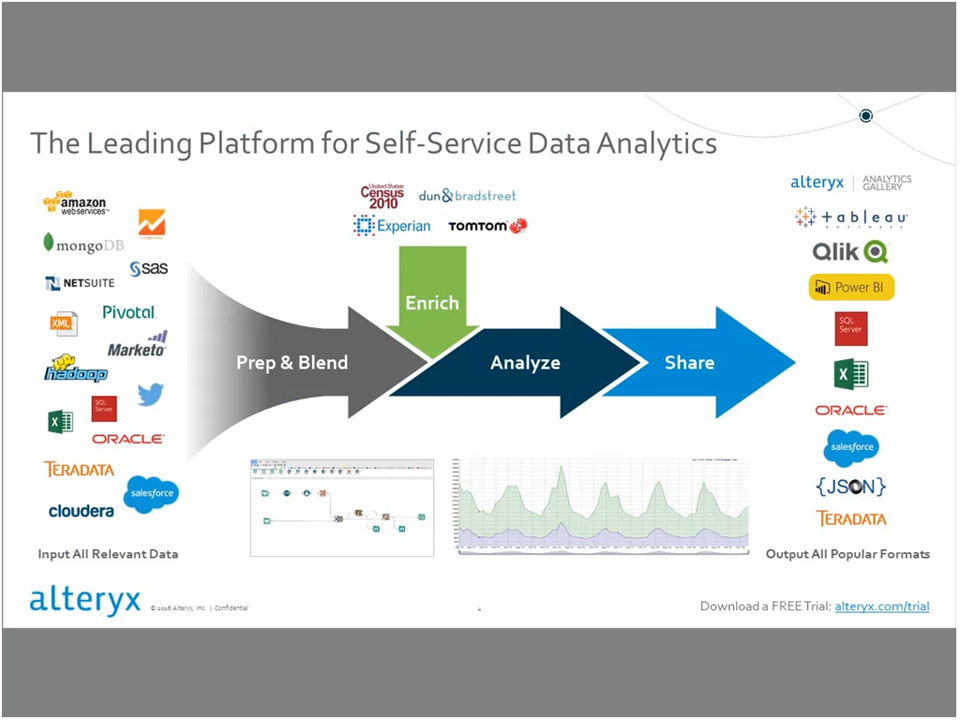 The Leading Platform for Self-Service Data Analytics
amazon
webservices™
mongoDB
sas
NETSUITE
Pivotal
XML
Marketo
hadoop
SQL
Server
ORACLE
TERADATA
salesforce
cloudera
Input All Relevant Data
United States
Census
2010
dun & bradstreet
Experian
TOMTOM
Enrich
Prep & Blend
Analyze
Share
alteryx | ANALYTICS
GALLERY
tableau
SOFTWARE
Qlik
Power BI
SQL
Server
ORACLE
salesforce
{JSON}
TERADATA
Output All Popular Formats
alteryx
Alteryx, Inc. | Confidential
4
Download a FREE Trial: alteryx.com/trial